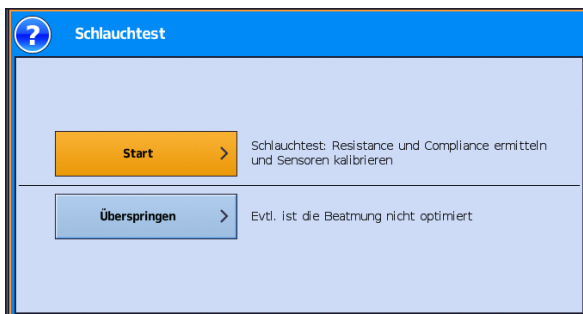 ?
Schlauchtest
Start
Schlauchtest: Resistance und Compliance ermitteln
und Sensoren kalibrieren
Überspringen
Evtl. ist die Beatmung nicht optimiert